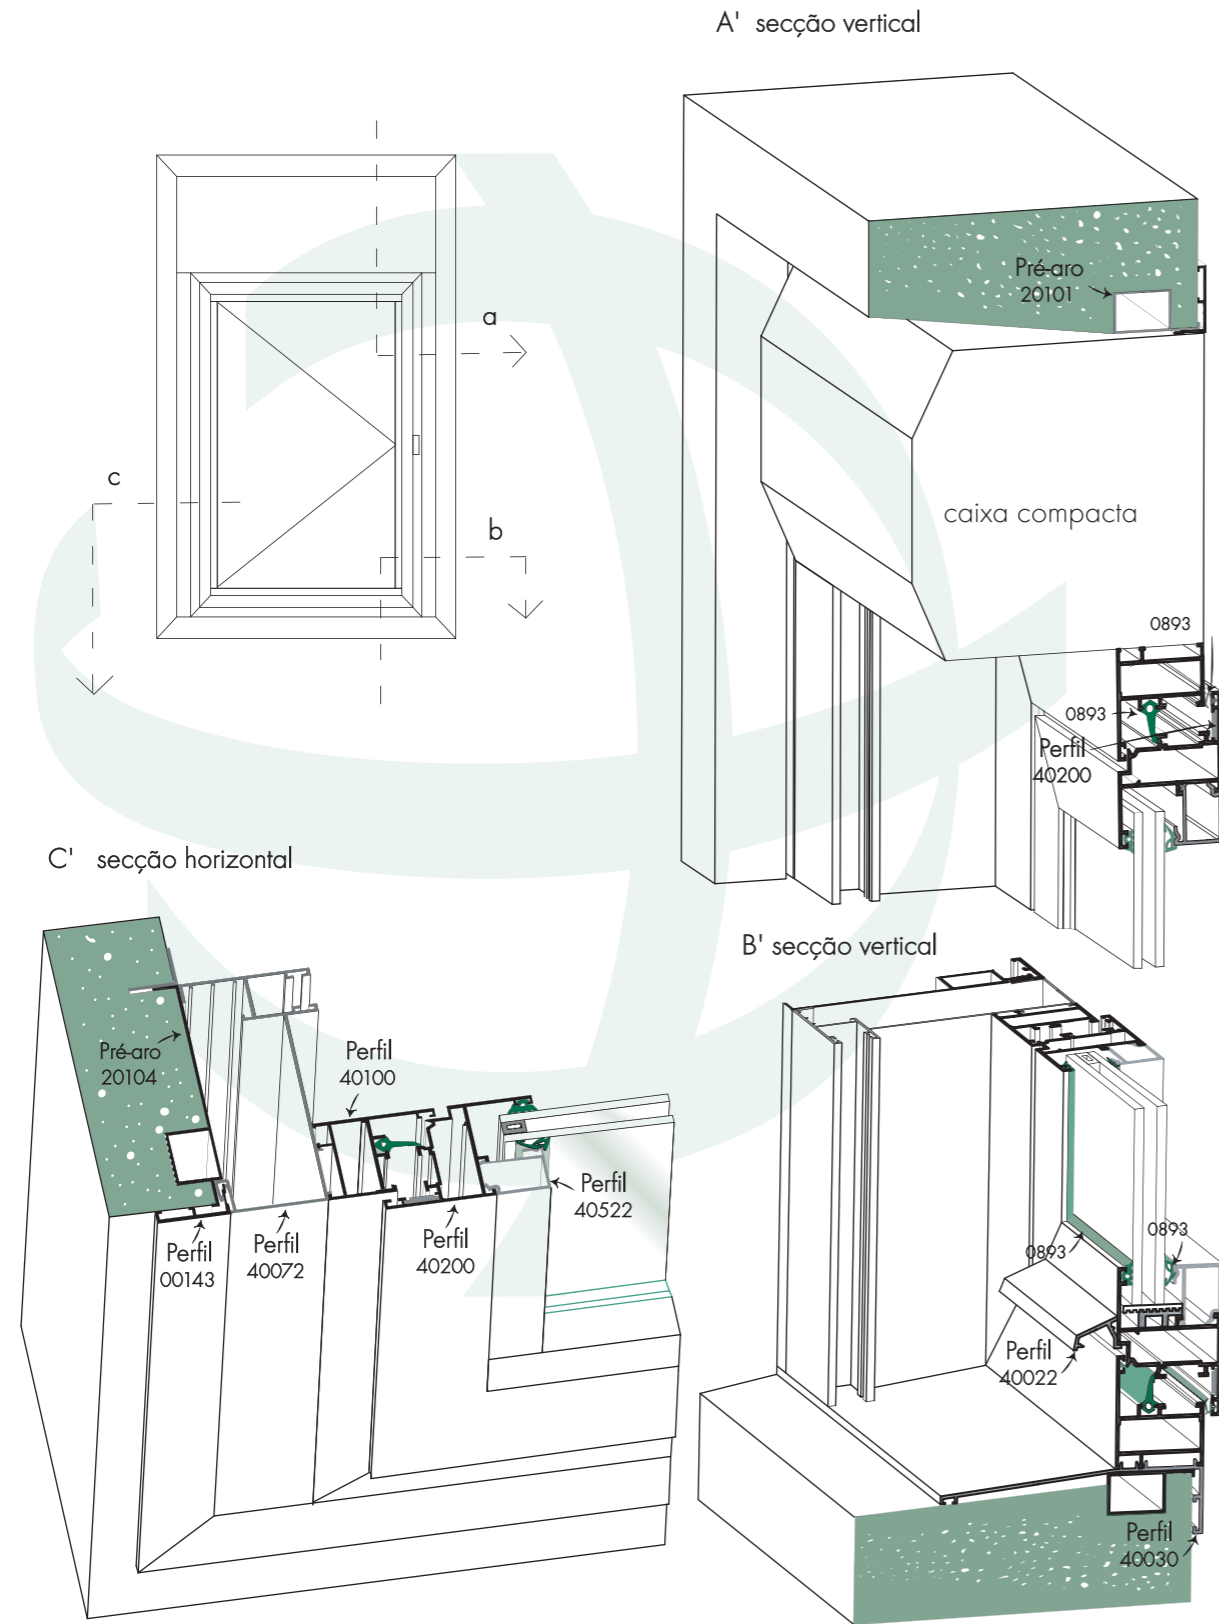 A' secção vertical
Pré-aro
20101
a
c
b
caixa compacta
0893
0893
Perfil
40200
C' secção horizontal
B' secção vertical
Pré-aro
20104
Perfil
40100
Perfil
40522
Perfil
00143
Perfil
40072
Perfil
40200
0893
0893
Perfil
40022
Perfil
40030